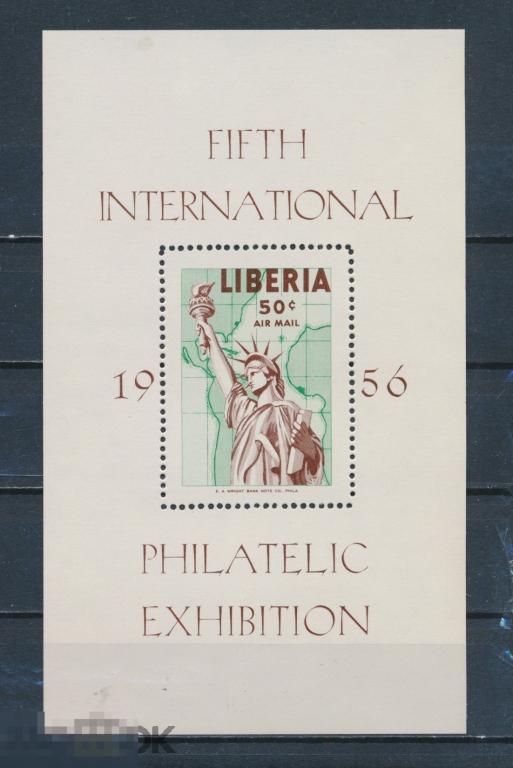 FIFTH
INTERNATIONAL
LIBERIA
50¢
AIR MAIL
19 56
E. A. WRIGHT BANK NOTE CO., PHILA.
PHILATELIC
EXHIBITION